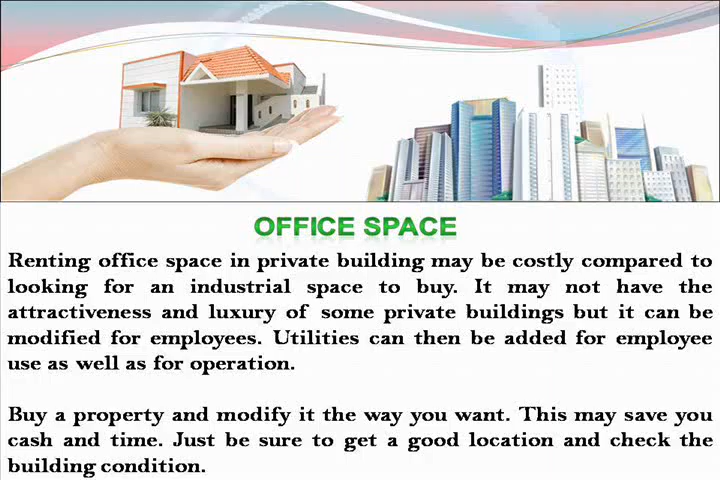 OFFICE SPACE
Renting office space in private building may be costly compared to
looking for an industrial space to buy. It may not have the
attractiveness and luxury of some private buildings but it can be
modified for employees. Utilities can then be added for employee
use as well as for operation.
Buy a property and modify it the way you want. This may save you
cash and time. Just be sure to get a good location and check the
building condition.